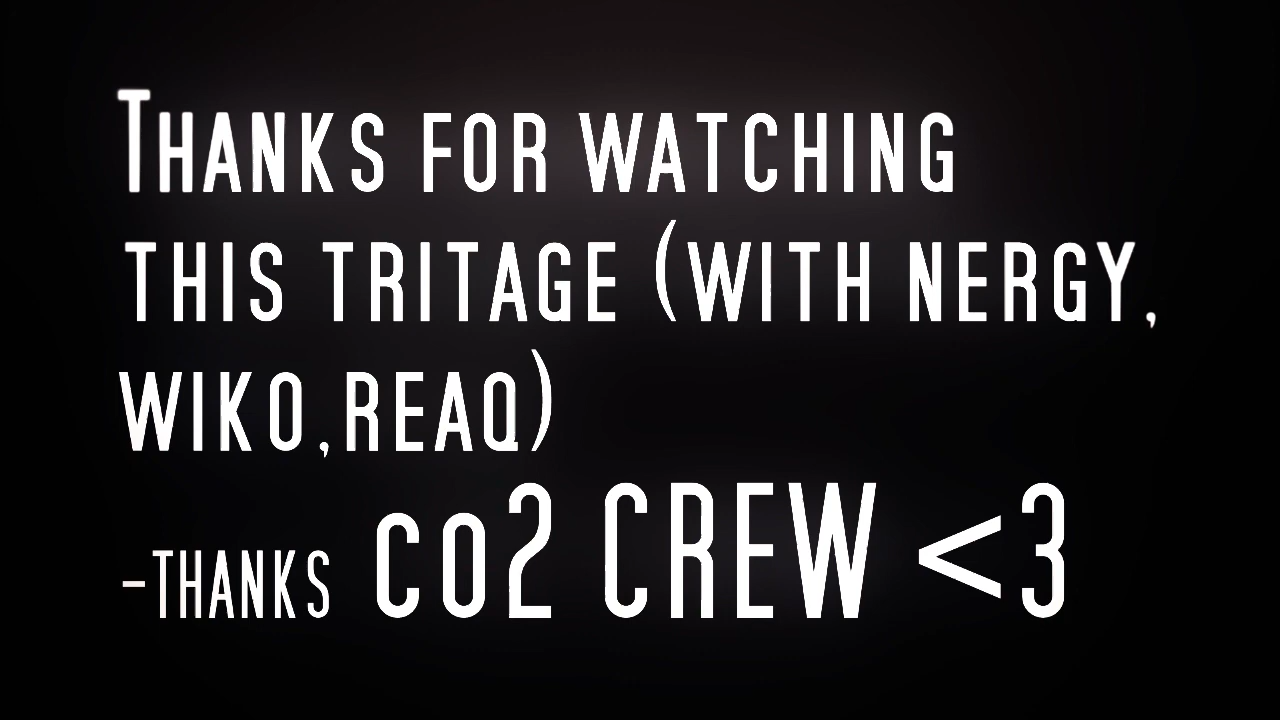 Thanks for watching
this tritage (with nergy,
wiko,reaq)
-thanks co2 CREW <3